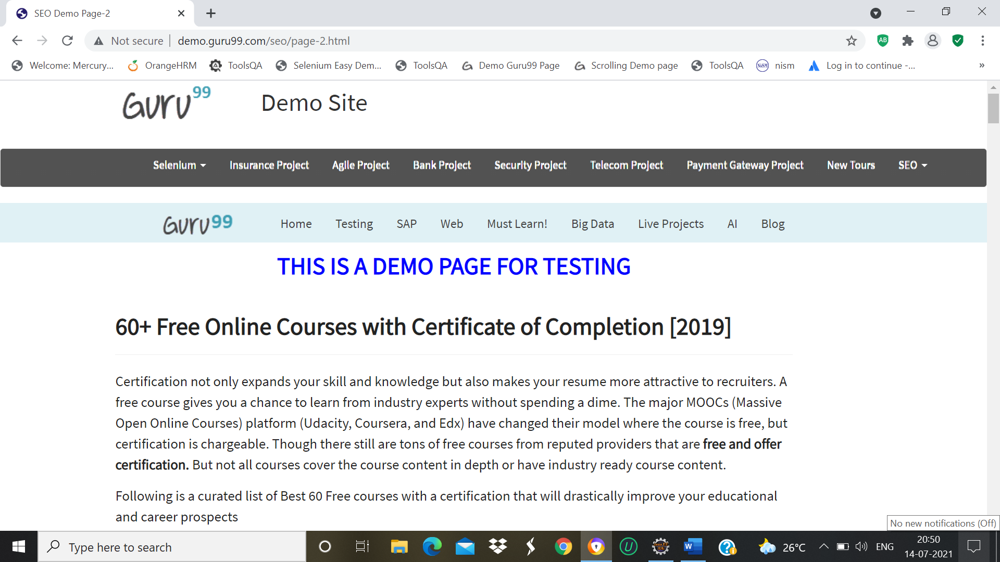 SEO Demo Page-2
Not secure
demo.guru99.com/seo/page-2.html
AB
Welcome: Mercury...
OrangeHRM
ToolsQA
Selenium Easy Dem...
ToolsQA
Demo Guru99 Page
Scrolling Demo page
ToolsQA
NISM
nism
Log in to continue -...
»
Guru99
Demo Site
Selenium
Insurance Project
Agile Project
Bank Project
Security Project
Telecom Project
Payment Gateway Project
New Tours
SEO
Guru99
Home
Testing
SAP
Web
Must Learn!
Big Data
Live Projects
AI
Blog
THIS IS A DEMO PAGE FOR TESTING
60+ Free Online Courses with Certificate of Completion [2019]
Certification not only expands your skill and knowledge but also makes your resume more attractive to recruiters. A
free course gives you a chance to learn from industry experts without spending a dime. The major MOOCs (Massive
Open Online Courses) platform (Udacity, Coursera, and Edx) have changed their model where the course is free, but
certification is chargeable. Though there still are tons of free courses from reputed providers that are free and offer
certification. But not all courses cover the course content in depth or have industry ready course content.
Following is a curated list of Best 60 Free courses with a certification that will drastically improve your educational
and career prospects
No new notifications (Off)
Type here to search
Java EE
IDE
W
26°C
ENG
20:50
14-07-2021